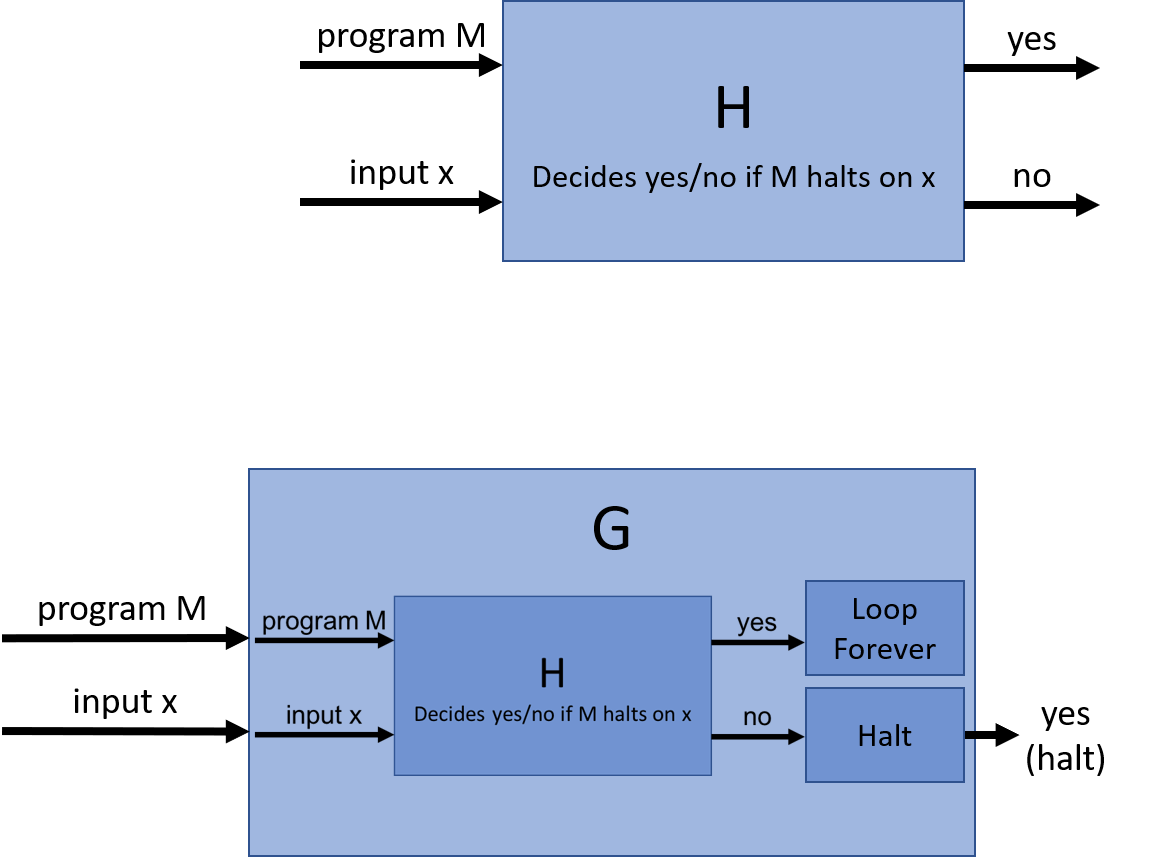 program M
yes
H
input x
Decides yes/no if M halts on x
no
G
program M
program M
yes
Loop
Forever
H
input x
input x
Decides yes/no if M halts on x
no
Halt
yes
(halt)